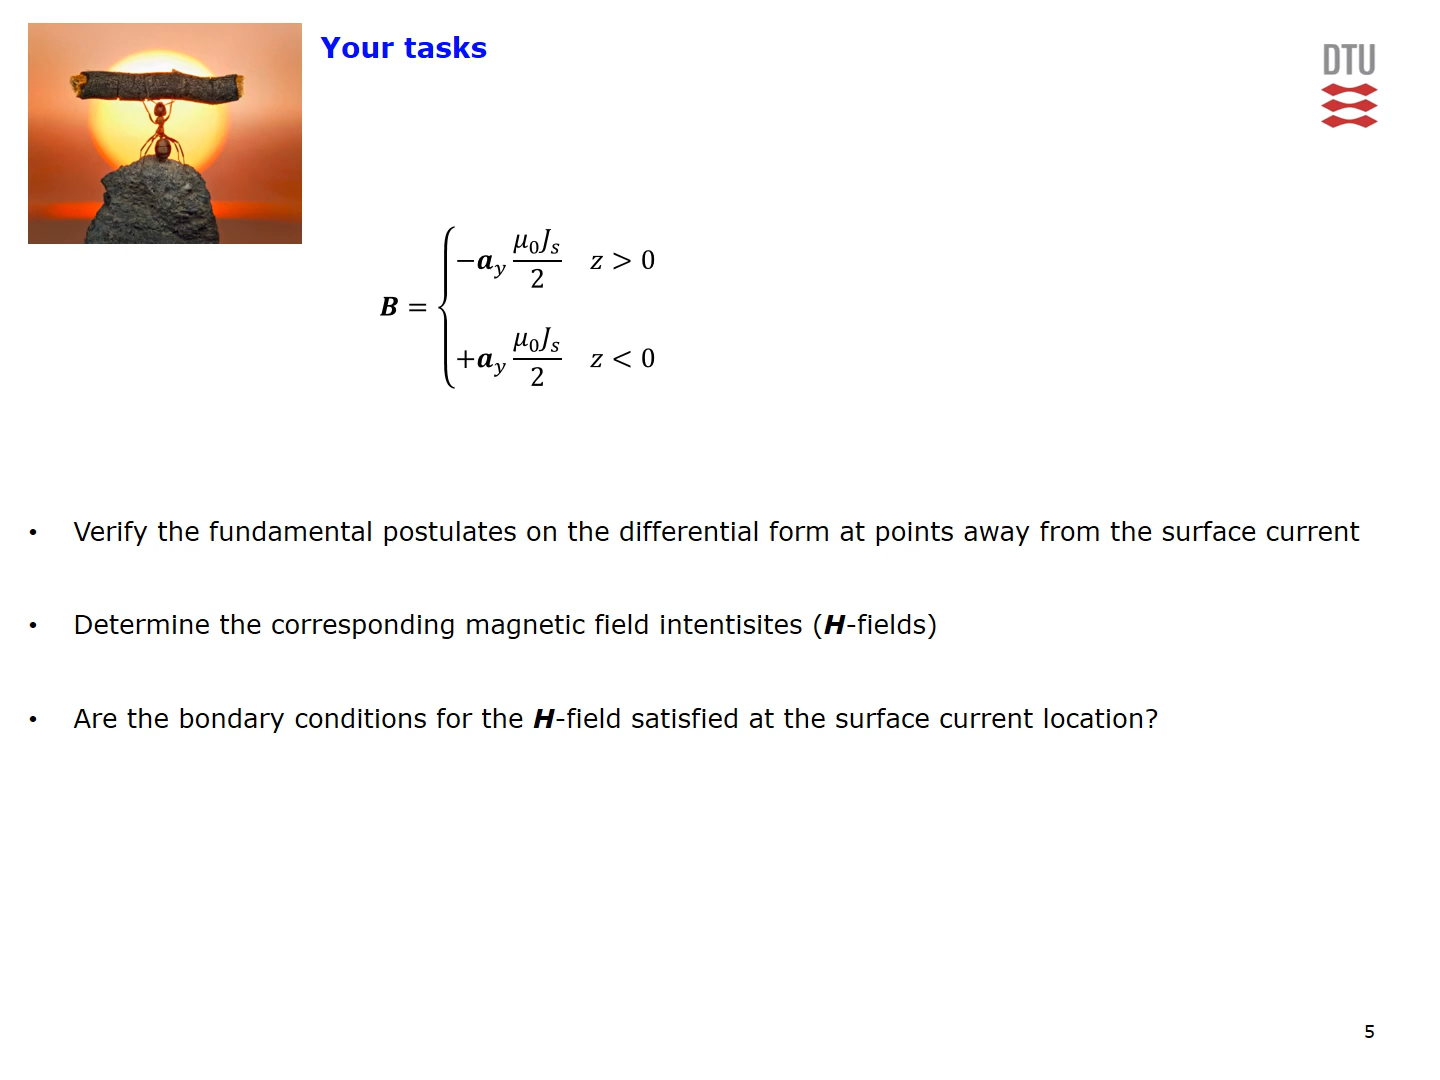 Your tasks
DTU
B = { −a_y μ₀J_s/2   z > 0
+a_y μ₀J_s/2   z < 0
• Verify the fundamental postulates on the differential form at points away from the surface current
• Determine the corresponding magnetic field intentisites (H-fields)
• Are the bondary conditions for the H-field satisfied at the surface current location?
5